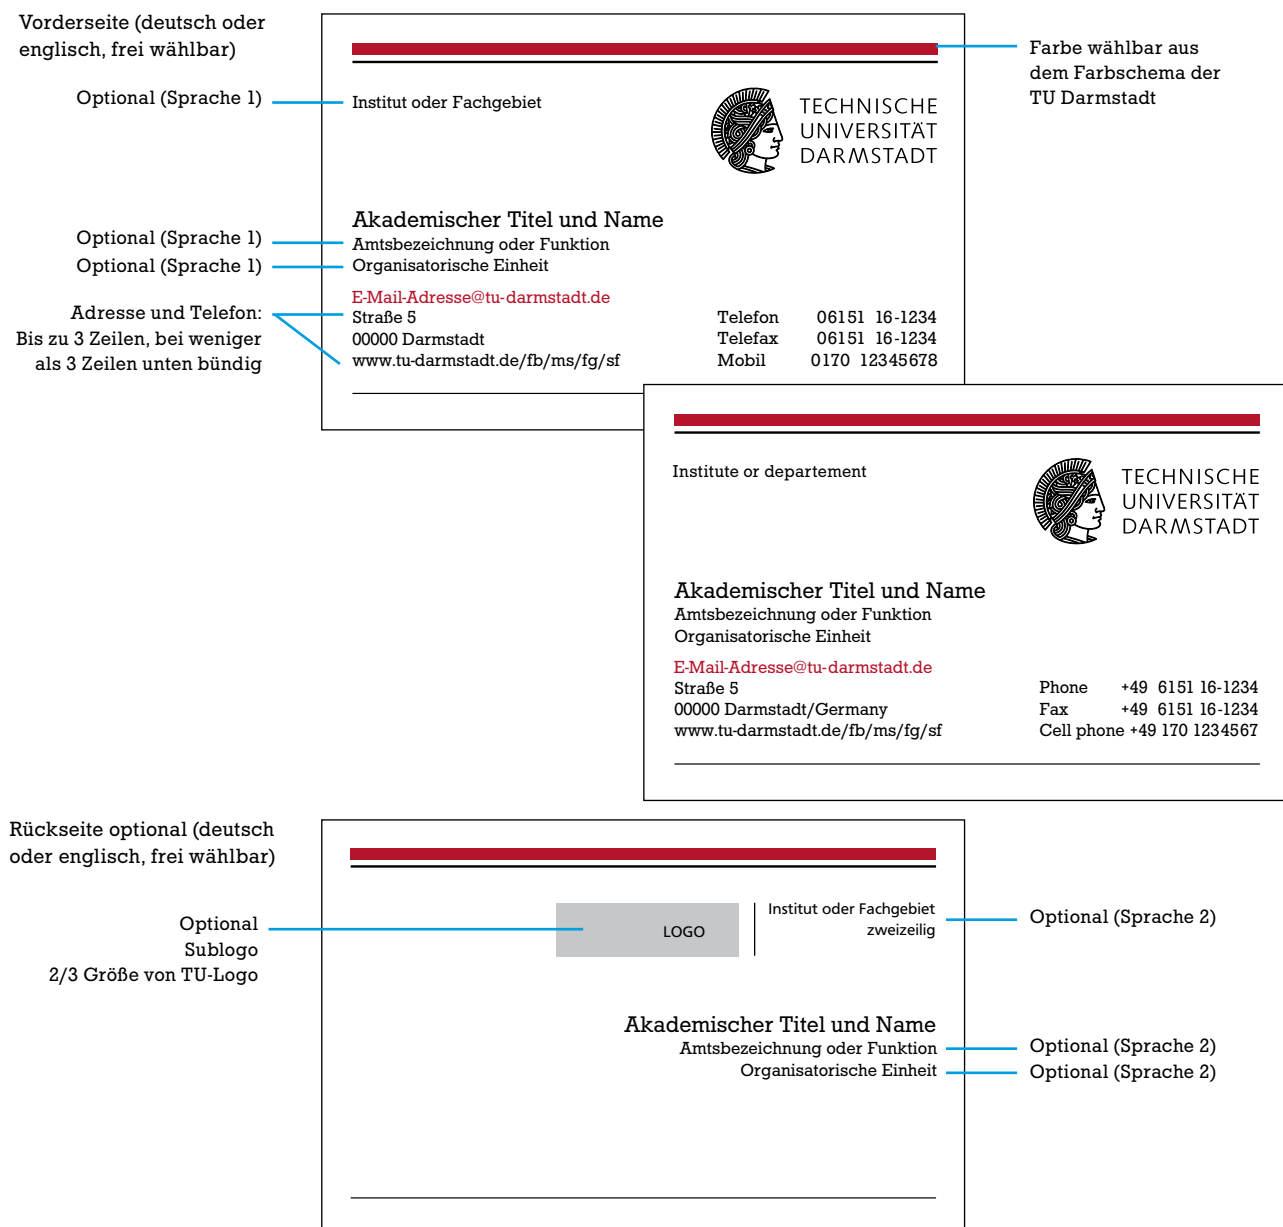 Vorderseite (deutsch oder
englisch, frei wählbar)
Farbe wählbar aus
dem Farbschema der
TU Darmstadt
Optional (Sprache 1)
Institut oder Fachgebiet
TECHNISCHE
UNIVERSITÄT
DARMSTADT
Akademischer Titel und Name
Optional (Sprache 1)
Amtsbezeichnung oder Funktion
Optional (Sprache 1)
Organisatorische Einheit
E-Mail-Adresse@tu-darmstadt.de
Adresse und Telefon:
Bis zu 3 Zeilen, bei weniger
als 3 Zeilen unten bündig
Straße 5
00000 Darmstadt
www.tu-darmstadt.de/fb/ms/fg/sf
Telefon 06151 16-1234
Telefax 06151 16-1234
Mobil 0170 12345678
Institute or departement
TECHNISCHE
UNIVERSITÄT
DARMSTADT
Akademischer Titel und Name
Amtsbezeichnung oder Funktion
Organisatorische Einheit
E-Mail-Adresse@tu-darmstadt.de
Straße 5
00000 Darmstadt/Germany
www.tu-darmstadt.de/fb/ms/fg/sf
Phone +49 6151 16-1234
Fax +49 6151 16-1234
Cell phone +49 170 1234567
Rückseite optional (deutsch
oder englisch, frei wählbar)
Optional
Sublogo
2/3 Größe von TU-Logo
LOGO
Institut oder Fachgebiet
zweizeilig
Optional (Sprache 2)
Akademischer Titel und Name
Amtsbezeichnung oder Funktion
Optional (Sprache 2)
Organisatorische Einheit
Optional (Sprache 2)